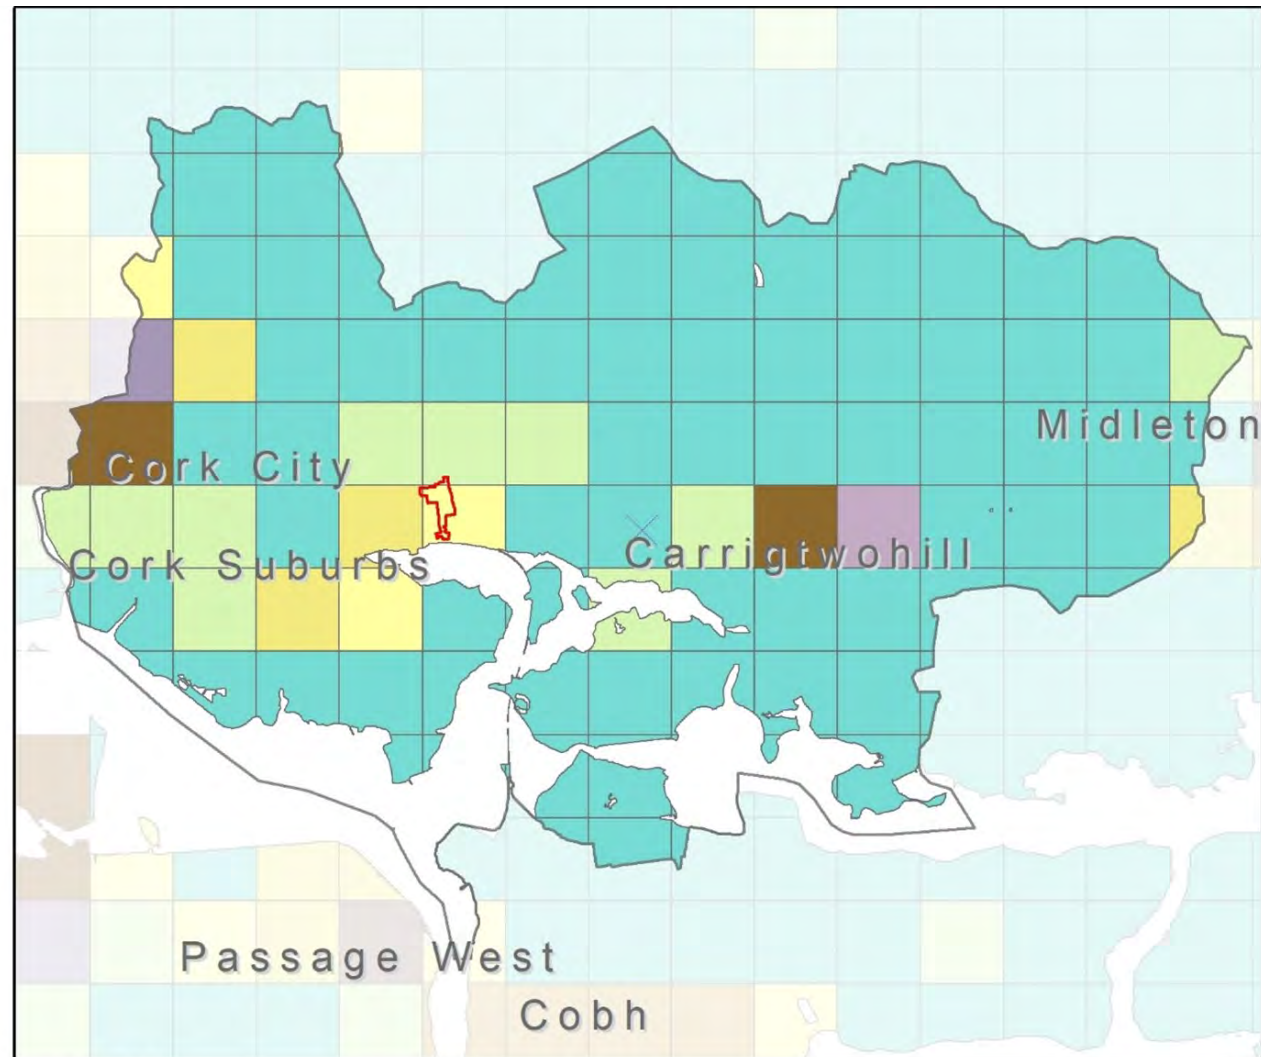 Midleton
Cork City
Carrigtwohill
Cork Suburbs
Passage West
Cobh